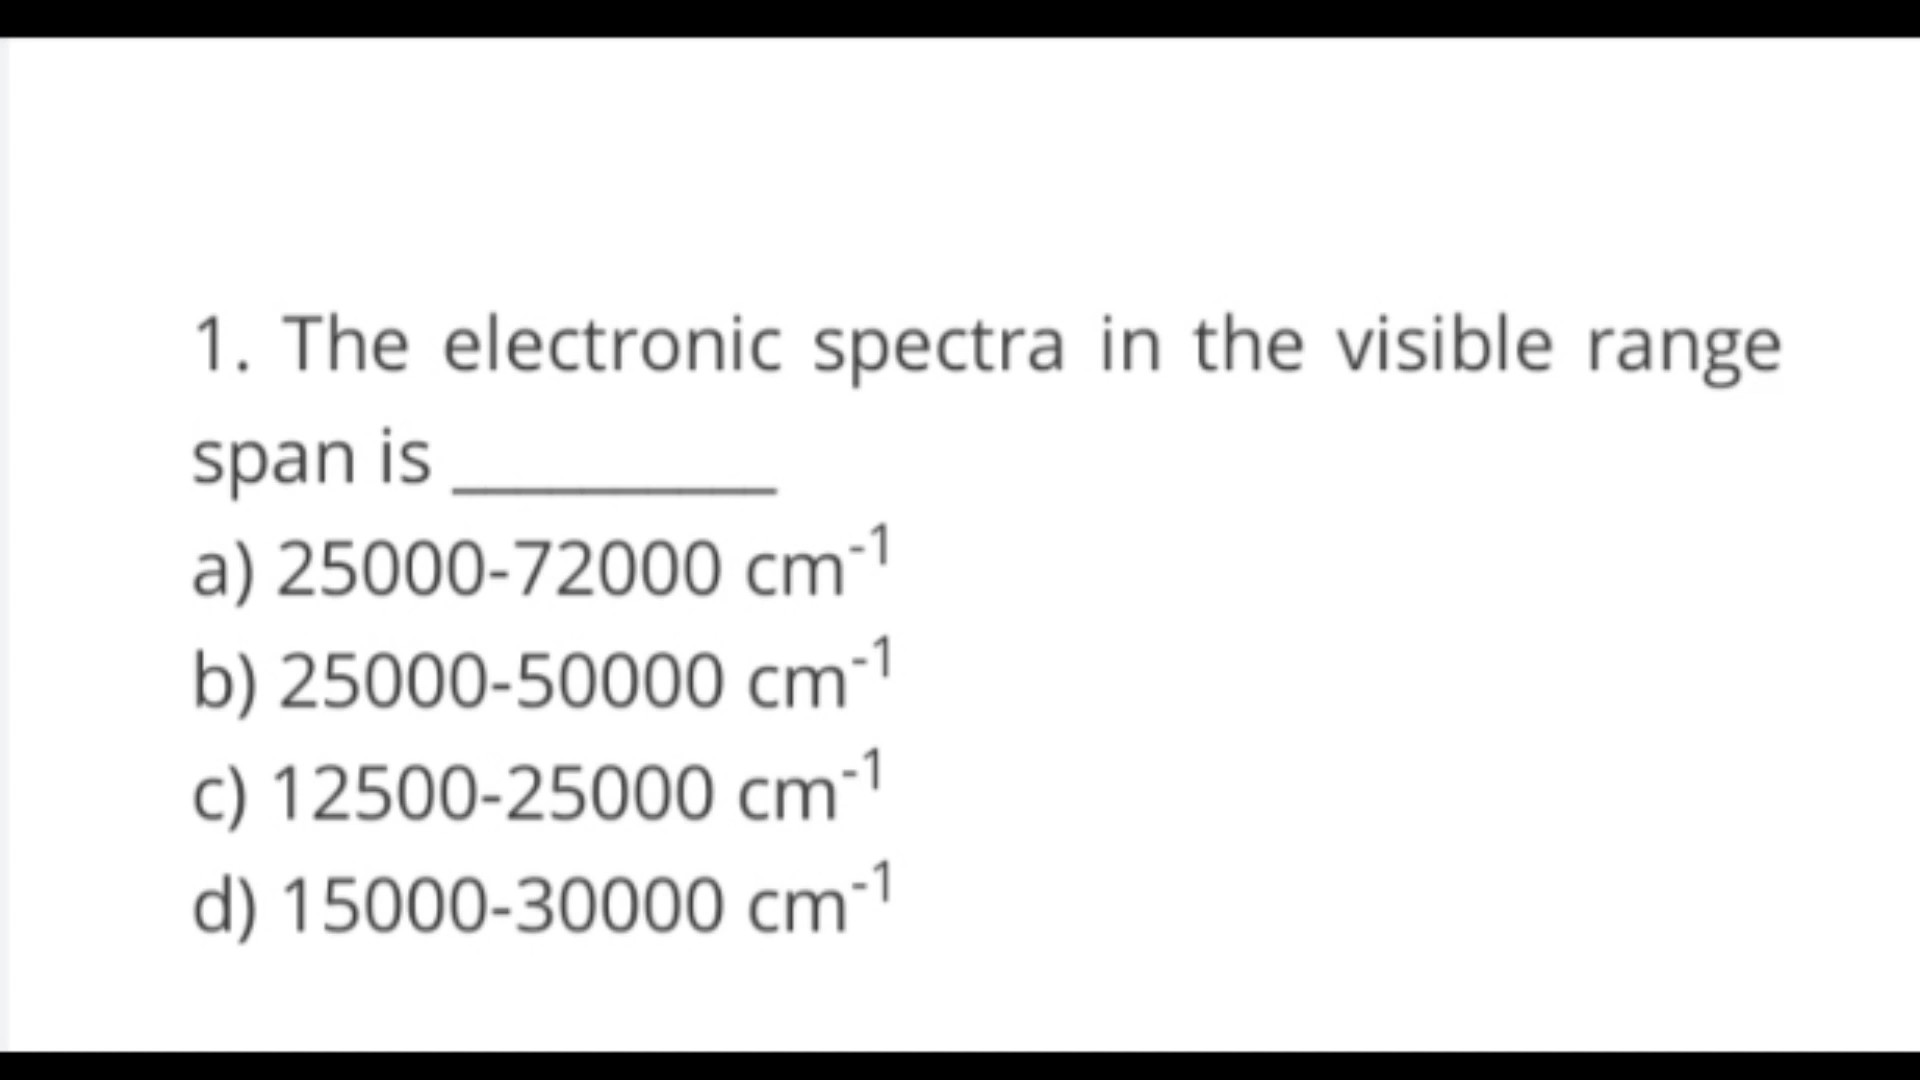 1. The electronic spectra in the visible range
span is __________
a) 25000-72000 cm⁻¹
b) 25000-50000 cm⁻¹
c) 12500-25000 cm⁻¹
d) 15000-30000 cm⁻¹